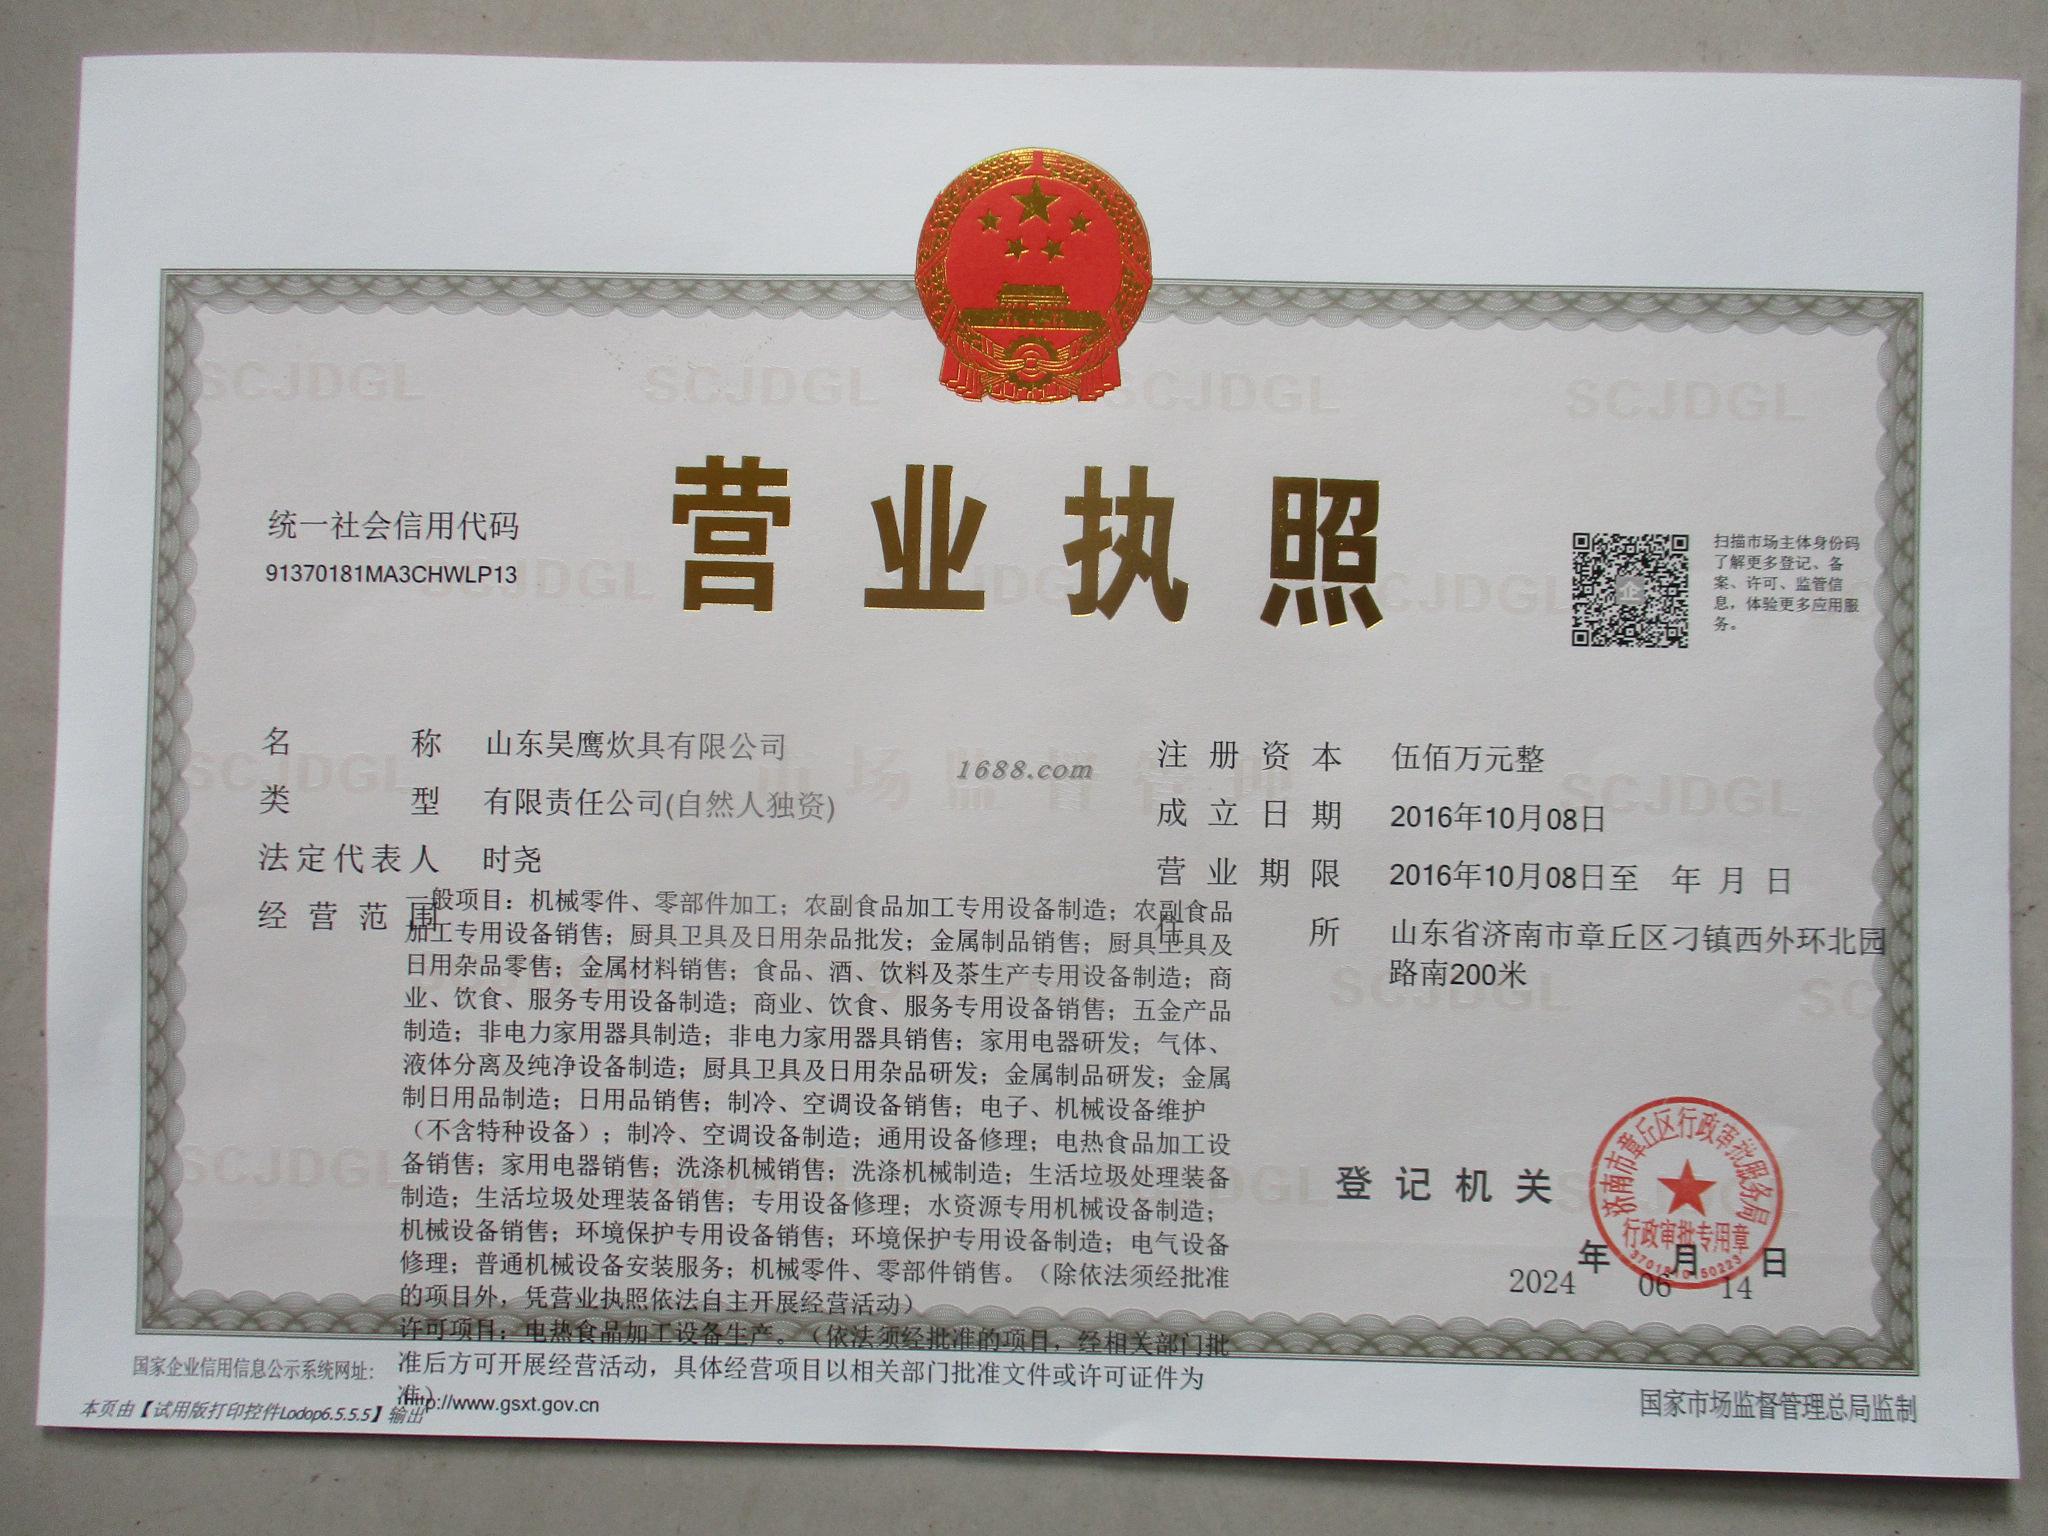 SCJDGL SCJDGL SCJDGL SCJDGL
营业执照
统一社会信用代码
91370181MA3CHWLP13
SCJDGL
扫描市场主体身份码
了解更多登记、备
案、许可、监管信
息，体验更多应用服
务。
企
名称 山东昊鹰炊具有限公司
类型 有限责任公司(自然人独资)
法定代表人 时尧
经营范围 一般项目：机械零件、零部件加工；农副食品加工专用设备制造；农副食品
加工专用设备销售；厨具卫具及日用杂品批发；金属制品销售；厨具卫具及
日用杂品零售；金属材料销售；食品、酒、饮料及茶生产专用设备制造；商
业、饮食、服务专用设备制造；商业、饮食、服务专用设备销售；五金产品
制造；非电力家用器具制造；非电力家用器具销售；家用电器研发；气体、
液体分离及纯净设备制造；厨具卫具及日用杂品研发；金属制品研发；金属
制日用品制造；日用品销售；制冷、空调设备销售；电子、机械设备维护
（不含特种设备）；制冷、空调设备制造；通用设备修理；电热食品加工设
备销售；家用电器销售；洗涤机械销售；洗涤机械制造；生活垃圾处理装备
制造；生活垃圾处理装备销售；专用设备修理；水资源专用机械设备制造；
机械设备销售；环境保护专用设备销售；环境保护专用设备制造；电气设备
修理；普通机械设备安装服务；机械零件、零部件销售。（除依法须经批准
的项目外，凭营业执照依法自主开展经营活动）
许可项目：电热食品加工设备生产。（依法须经批准的项目，经相关部门批
准后方可开展经营活动，具体经营项目以相关部门批准文件或许可证件为
准）
1688.com
市场监督管理
注册资本 伍佰万元整
成立日期 2016年10月08日
营业期限 2016年10月08日至 年 月 日
住所 山东省济南市章丘区刁镇西外环北园
路南200米
登记机关
济南市章丘区行政审批服务局
行政审批专用章
2024年06月14日
国家企业信用信息公示系统网址：
http://www.gsxt.gov.cn
本页由【试用版打印控件Lodop6.5.5.5】输出
国家市场监督管理总局监制